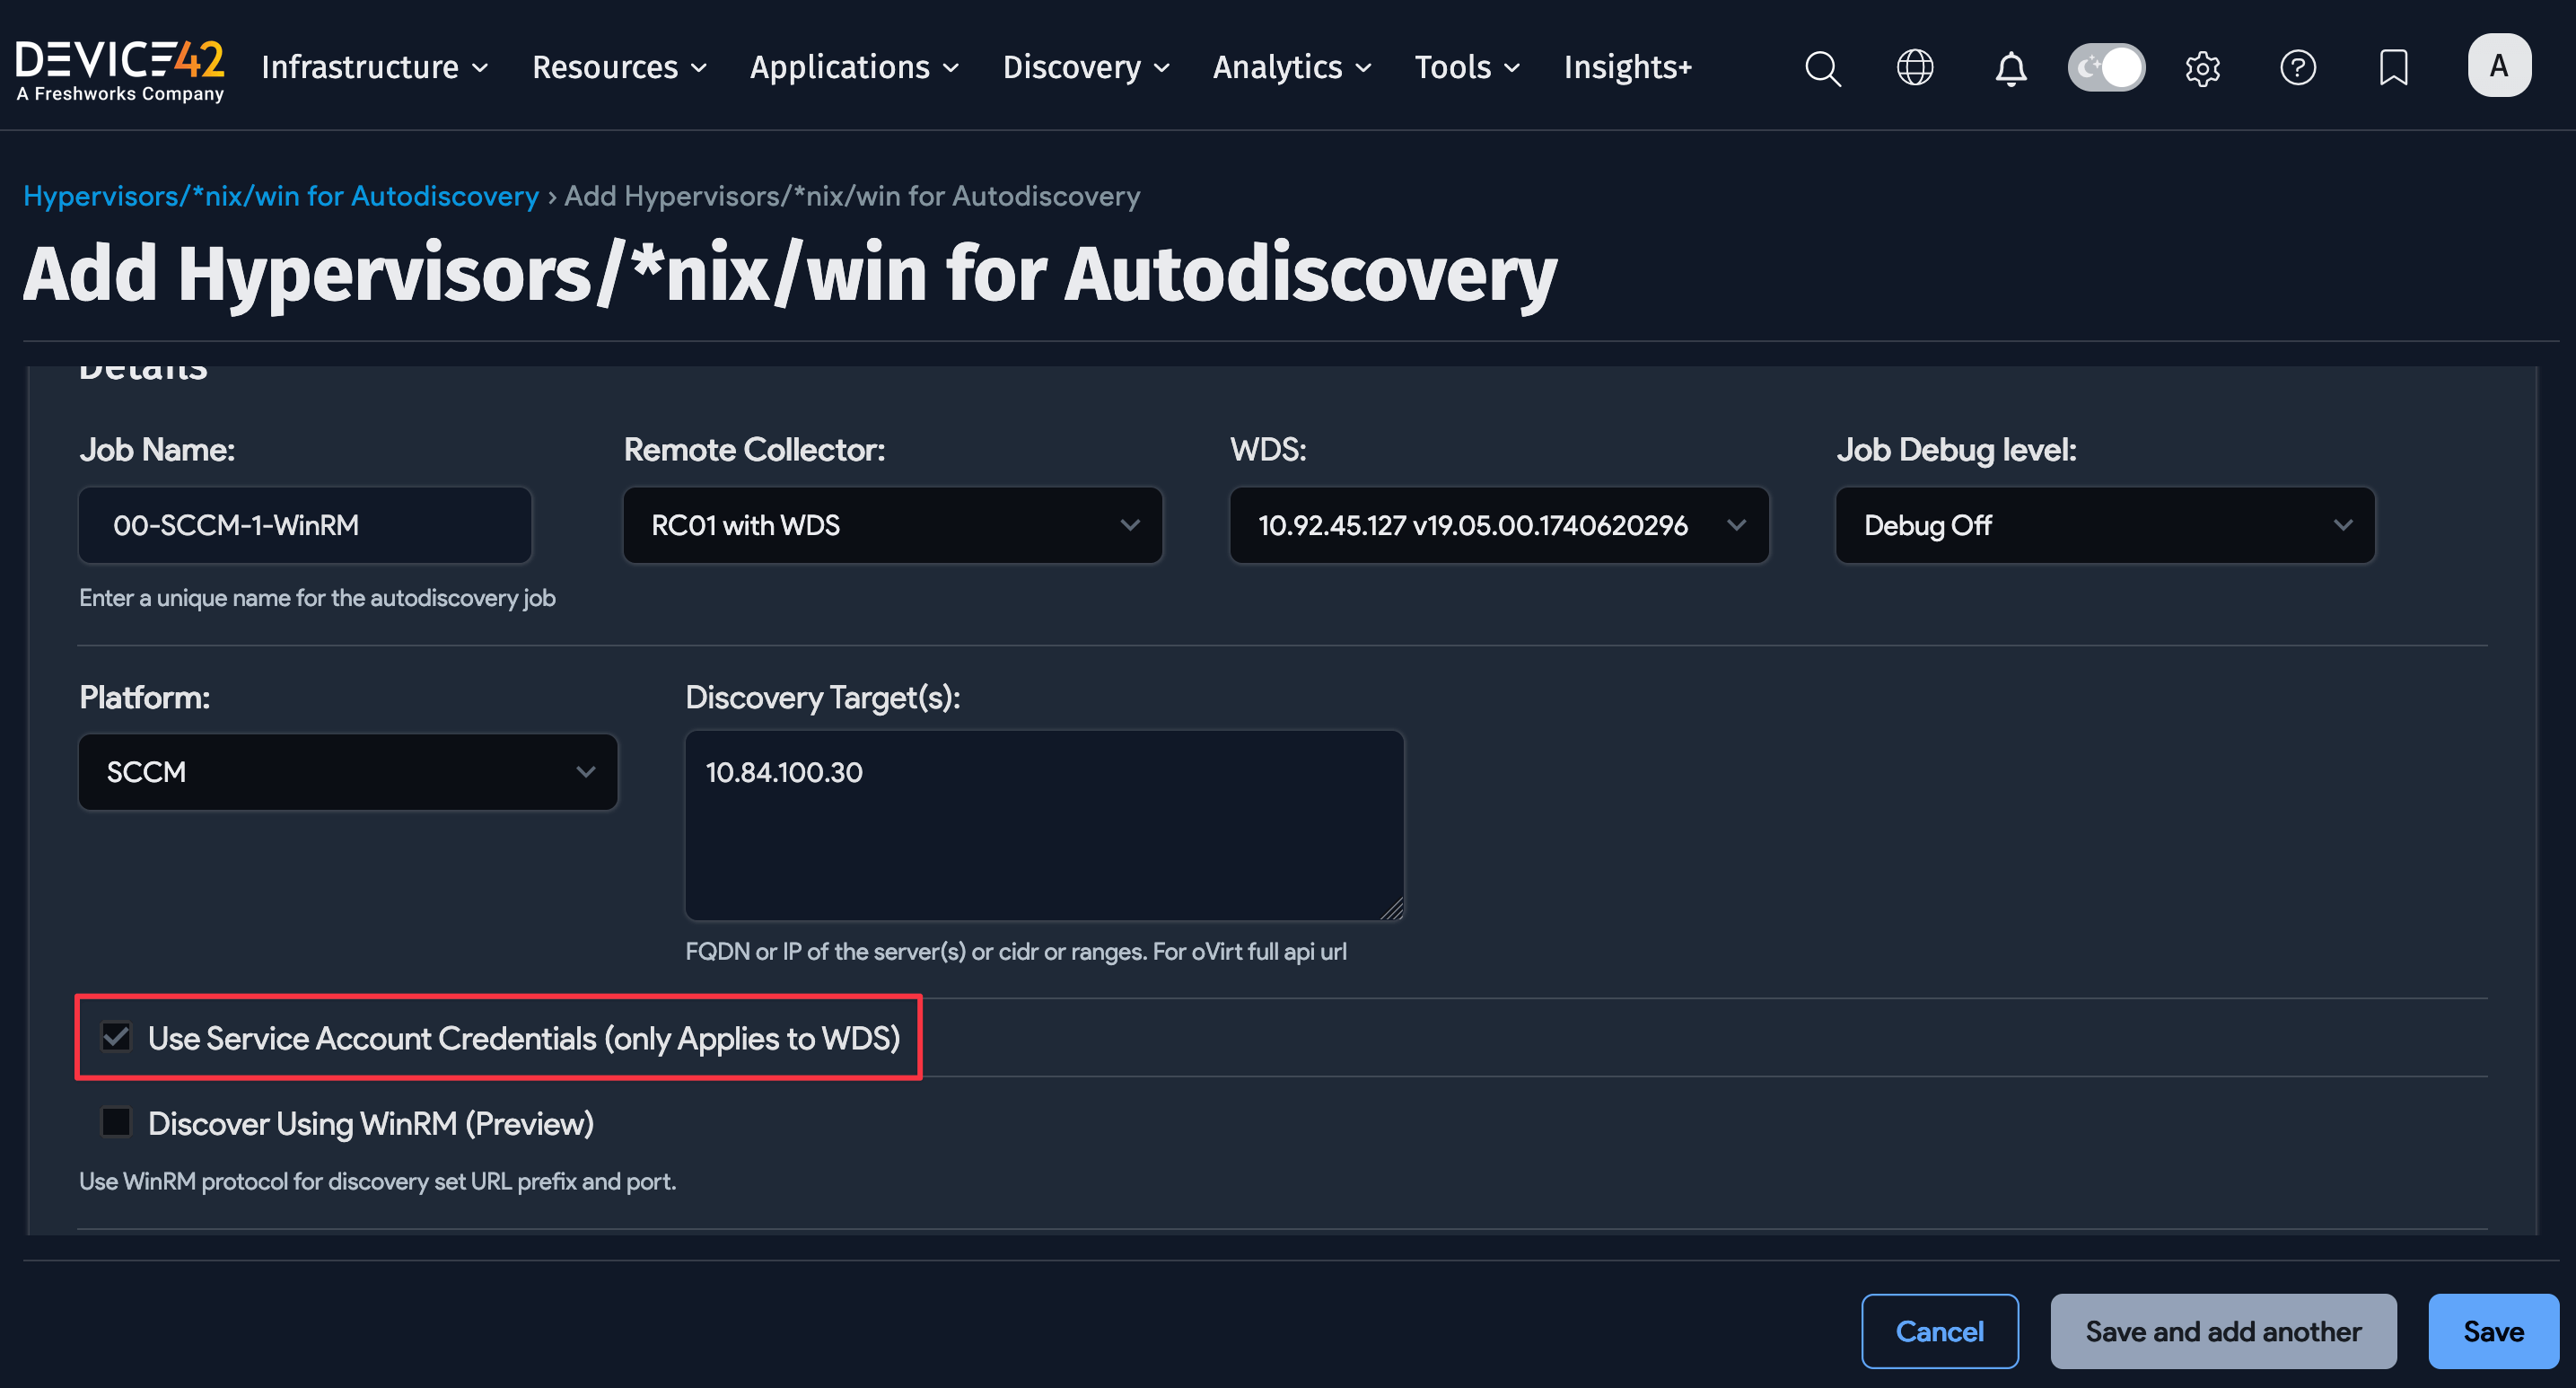 DEVICE42
A Freshworks Company
Infrastructure Resources Applications Discovery Analytics Tools Insights+
A
Hypervisors/*nix/win for Autodiscovery › Add Hypervisors/*nix/win for Autodiscovery
Add Hypervisors/*nix/win for Autodiscovery
Details
Job Name: Remote Collector: WDS: Job Debug level:
00-SCCM-1-WinRM RC01 with WDS 10.92.45.127 v19.05.00.1740620296 Debug Off
Enter a unique name for the autodiscovery job
Platform: Discovery Target(s):
SCCM 10.84.100.30
FQDN or IP of the server(s) or cidr or ranges. For oVirt full api url
Use Service Account Credentials (only Applies to WDS)
Discover Using WinRM (Preview)
Use WinRM protocol for discovery set URL prefix and port.
Cancel Save and add another Save